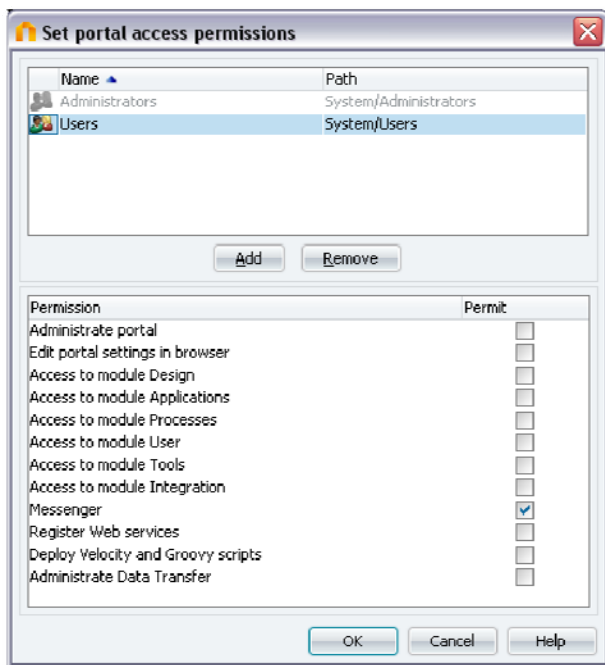 Set portal access permissions
Name Path
Administrators System/Administrators
Users System/Users
Add Remove
Permission Permit
Administrate portal
Edit portal settings in browser
Access to module Design
Access to module Applications
Access to module Processes
Access to module User
Access to module Tools
Access to module Integration
Messenger
Register Web services
Deploy Velocity and Groovy scripts
Administrate Data Transfer
OK Cancel Help